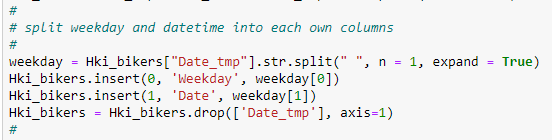 #
# split weekday and datetime into each own columns
#
weekday = Hki_bikers["Date_tmp"].str.split(" ", n = 1, expand = True)
Hki_bikers.insert(0, 'Weekday', weekday[0])
Hki_bikers.insert(1, 'Date', weekday[1])
Hki_bikers = Hki_bikers.drop(['Date_tmp'], axis=1)
#